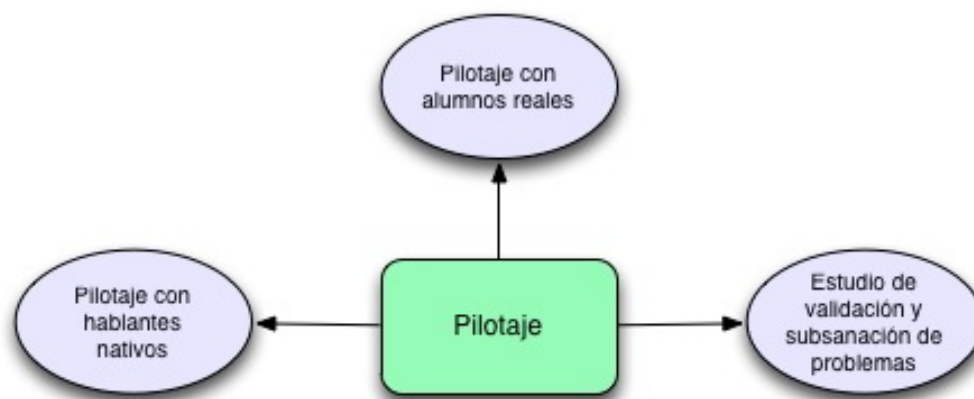 Pilotaje con
alumnos reales
Pilotaje con
hablantes
nativos
Pilotaje
Estudio de
validación y
subsanación de
problemas